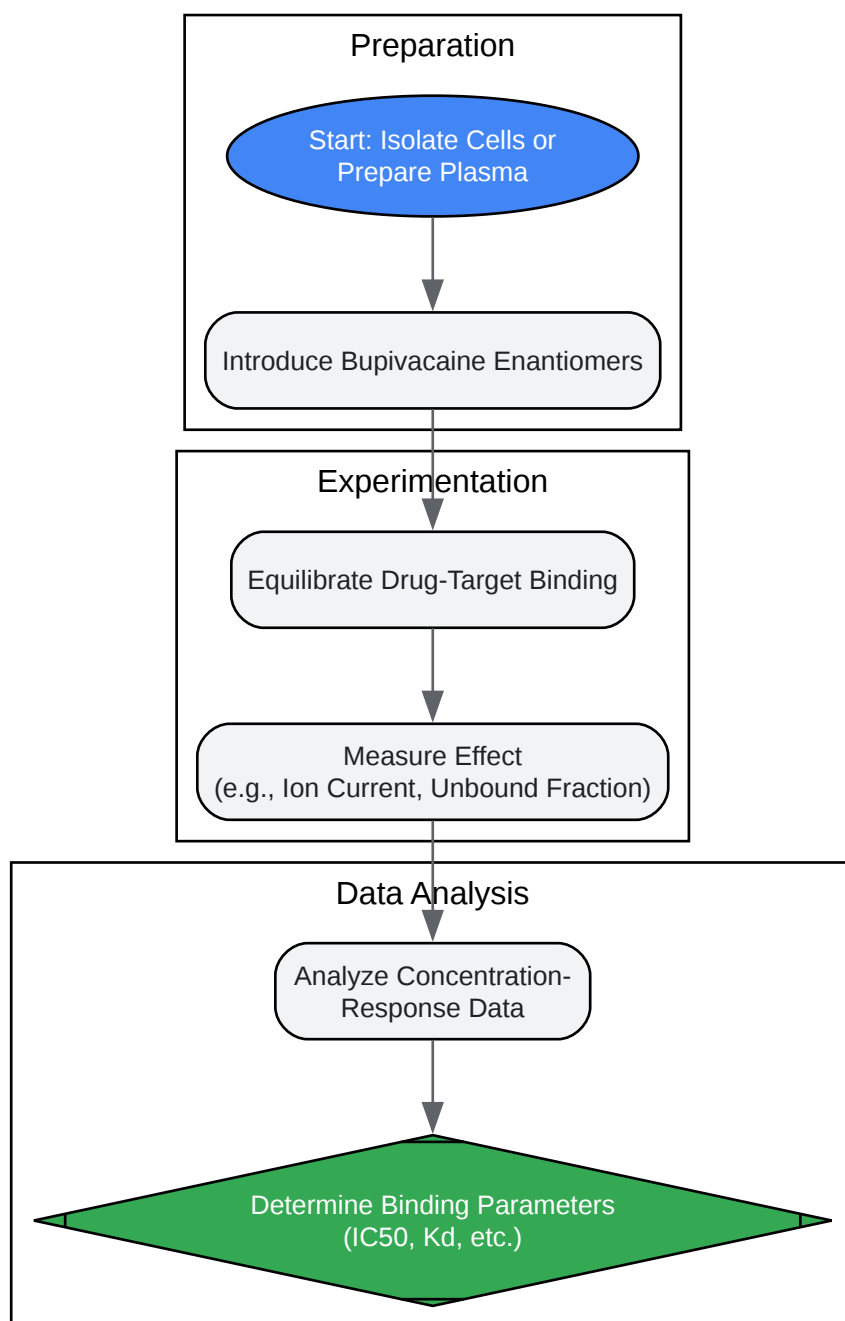 Preparation
Start: Isolate Cells or
Prepare Plasma
Introduce Bupivacaine Enantiomers
Experimentation
Equilibrate Drug-Target Binding
Measure Effect
(e.g., Ion Current, Unbound Fraction)
Data Analysis
Analyze Concentration-
Response Data
Determine Binding Parameters
(IC50, Kd, etc.)